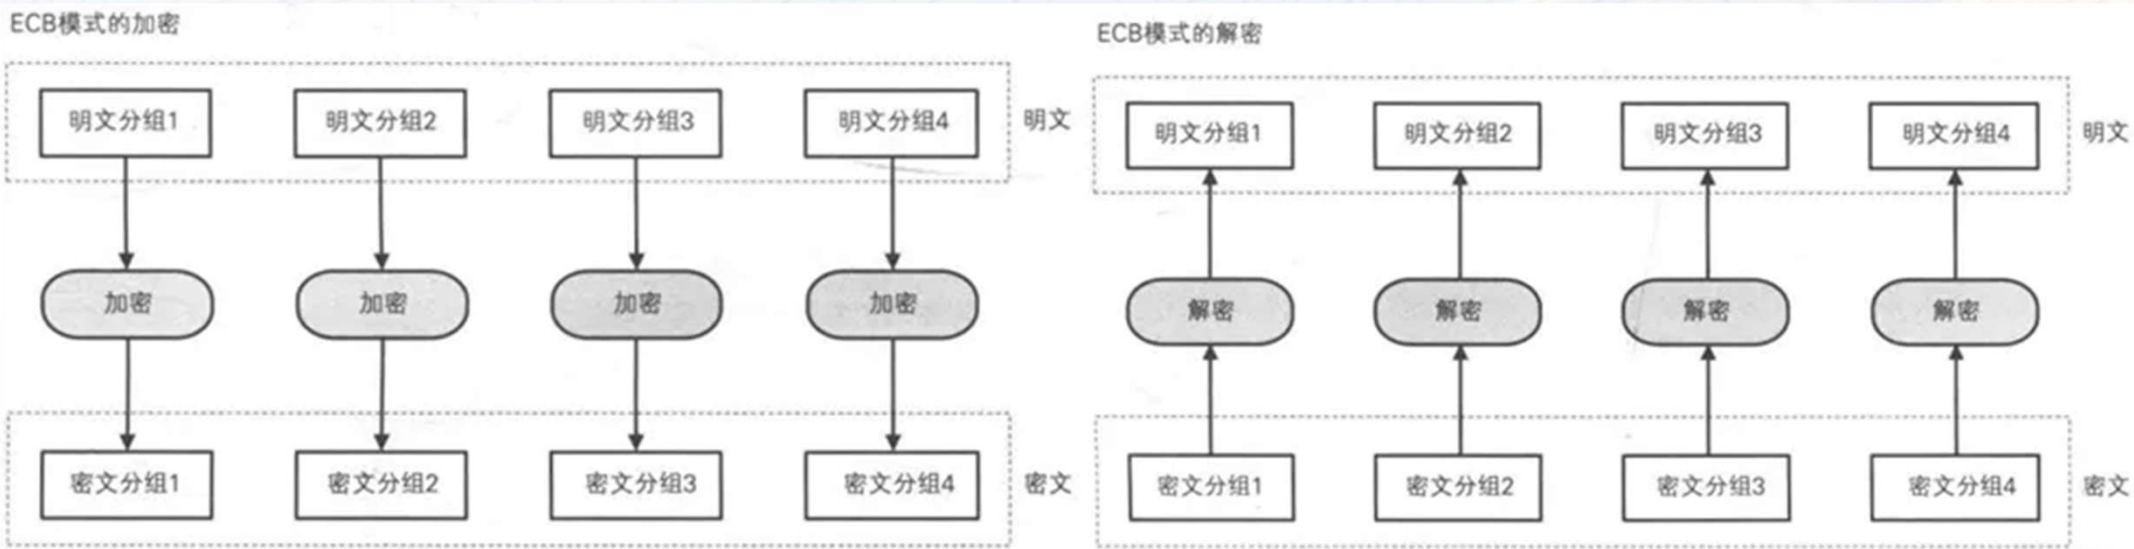 ECB模式的加密
明文分组1 明文分组2 明文分组3 明文分组4 明文
加密 加密 加密 加密
密文分组1 密文分组2 密文分组3 密文分组4 密文
ECB模式的解密
明文分组1 明文分组2 明文分组3 明文分组4 明文
解密 解密 解密 解密
密文分组1 密文分组2 密文分组3 密文分组4 密文